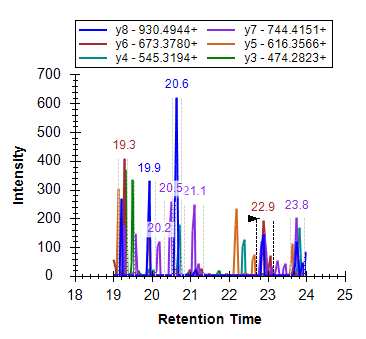 y8 - 930.4944+ y7 - 744.4151+
y6 - 673.3780+ y5 - 616.3566+
y4 - 545.3194+ y3 - 474.2823+
700
600
500
400
300
200
100
0
20.6
19.3
19.9
20.5
21.1
20.2
22.9
23.8
Intensity
18 19 20 21 22 23 24 25
Retention Time